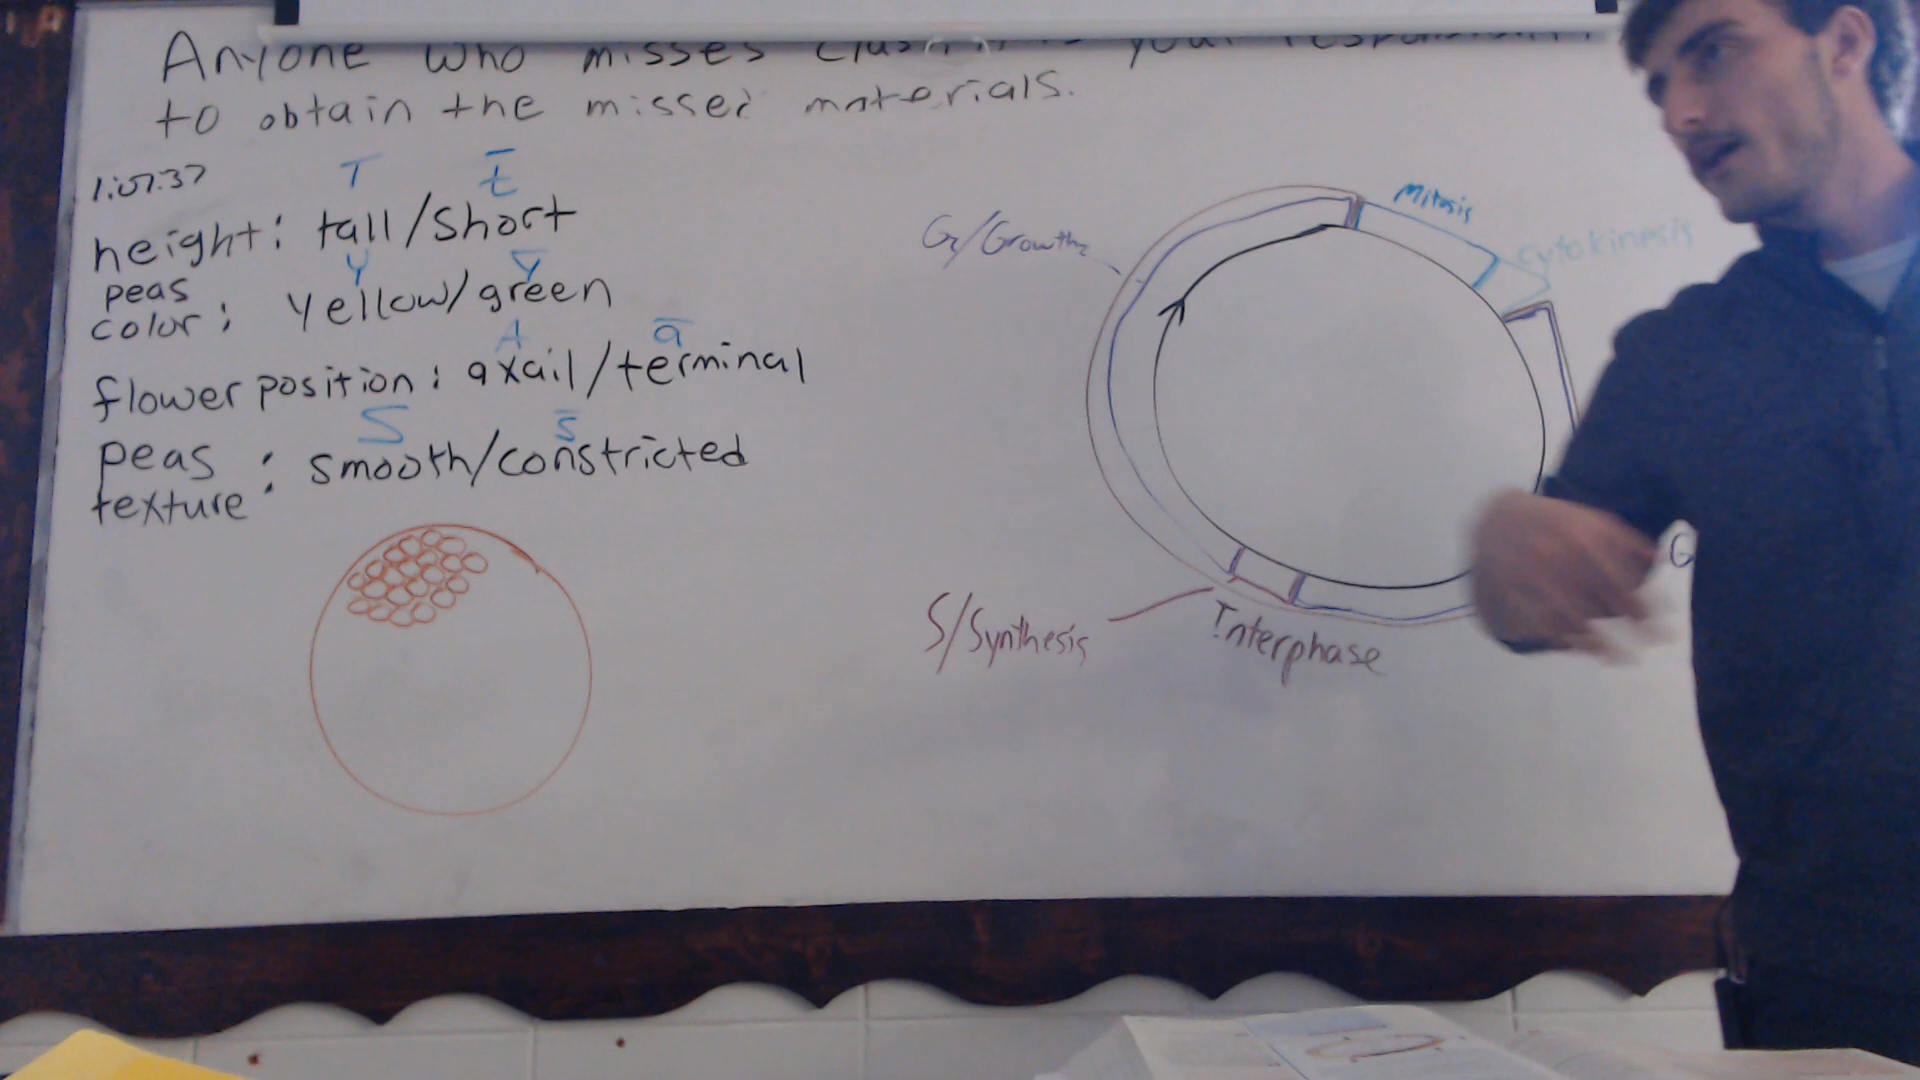 Anyone who misses your
to obtain the missed materials.
1:07:37
T t
height: tall/short
Y y
peas color: Yellow/green
A a
flower position: axail/terminal
S s
peas texture: smooth/constricted
G2/Growth2
Mitosis
Cytokinesis
S/Synthesis
Interphase
G